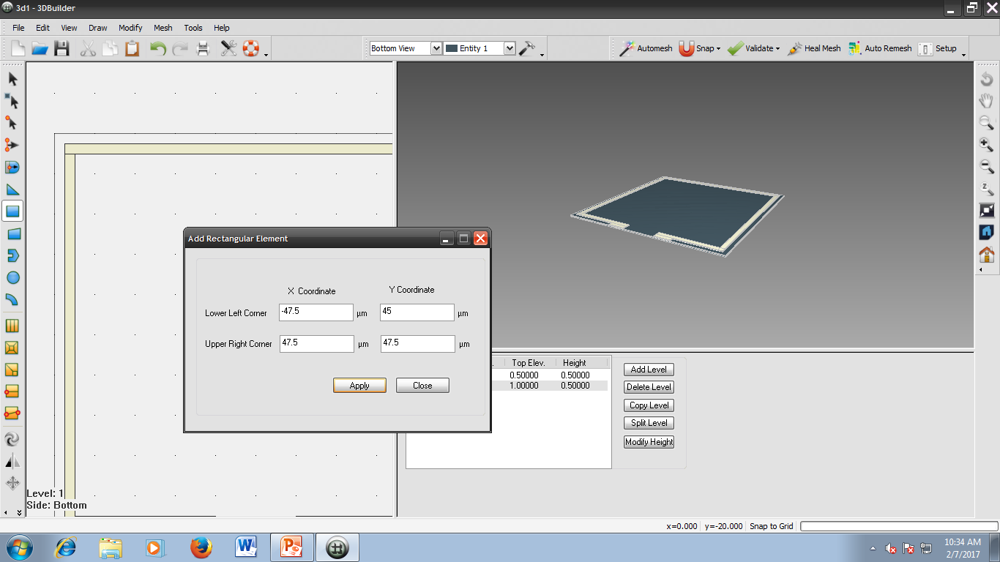 3d1 - 3DBuilder
File Edit View Draw Modify Mesh Tools Help
Bottom View Entity 1 Automesh Snap Validate Heal Mesh Auto Remesh Setup
Add Rectangular Element
X Coordinate Y Coordinate
Lower Left Corner -47.5 µm 45 µm
Upper Right Corner 47.5 µm 47.5 µm
Apply Close
Top Elev. Height
0.50000 0.50000
1.00000 0.50000
Add Level
Delete Level
Copy Level
Split Level
Modify Height
Level: 1
Side: Bottom
x=0.000 y=-20.000 Snap to Grid
10:34 AM
2/7/2017